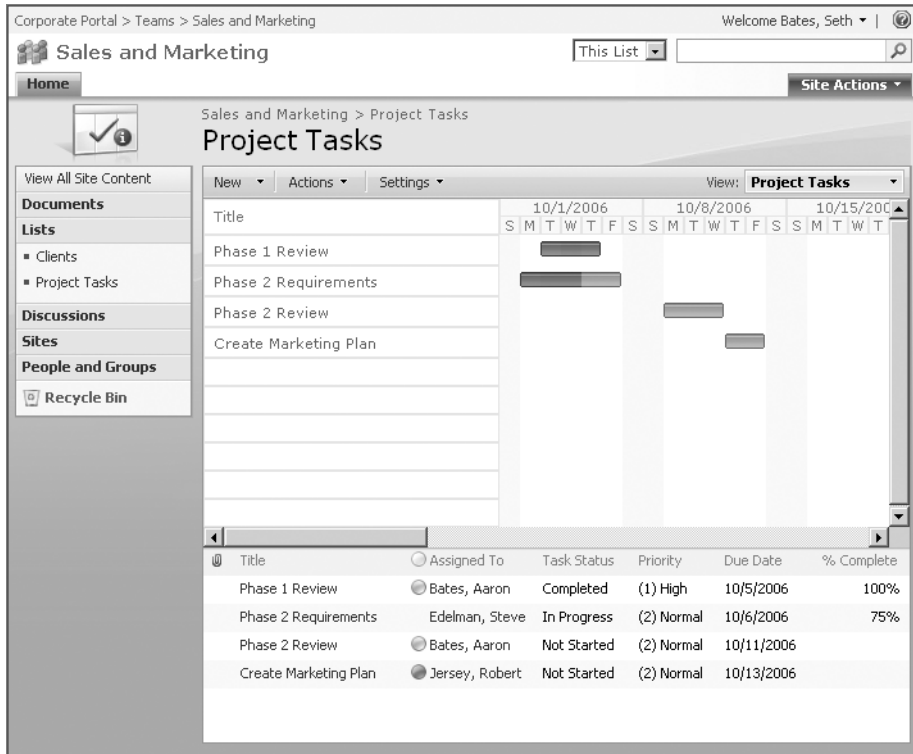 Corporate Portal > Teams > Sales and Marketing Welcome Bates, Seth
Sales and Marketing This List
Home Site Actions
Sales and Marketing > Project Tasks
Project Tasks
View All Site Content
Documents
Lists
Clients
Project Tasks
Discussions
Sites
People and Groups
Recycle Bin
New Actions Settings View: Project Tasks
Title 10/1/2006 10/8/2006 10/15/200
S M T W T F S S M T W T F S S M T W T
Phase 1 Review
Phase 2 Requirements
Phase 2 Review
Create Marketing Plan
Title Assigned To Task Status Priority Due Date % Complete
Phase 1 Review Bates, Aaron Completed (1) High 10/5/2006 100%
Phase 2 Requirements Edelman, Steve In Progress (2) Normal 10/6/2006 75%
Phase 2 Review Bates, Aaron Not Started (2) Normal 10/11/2006
Create Marketing Plan Jersey, Robert Not Started (2) Normal 10/13/2006